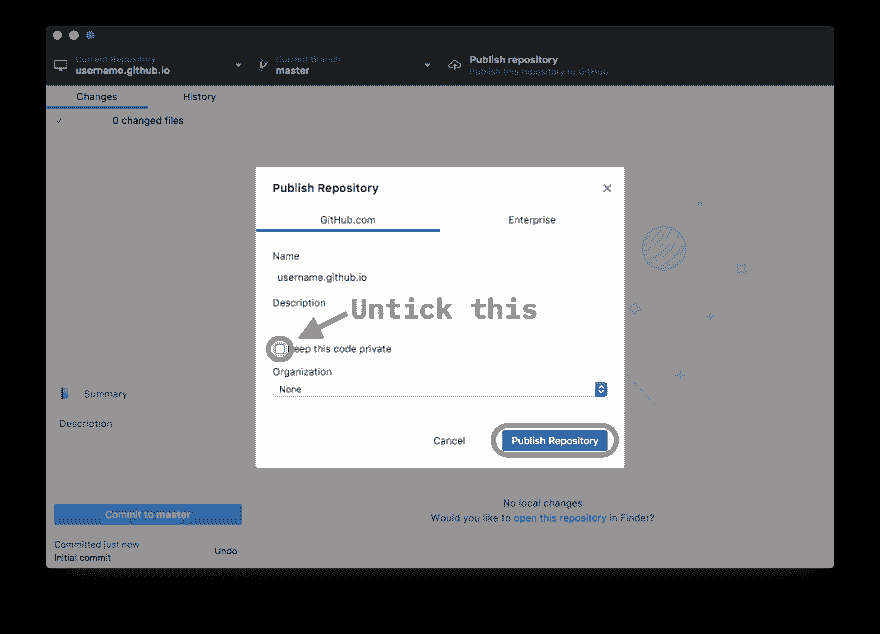 Current Repository
username.github.io
Current Branch
master
Publish repository
Publish this repository to GitHub
Changes
History
0 changed files
Publish Repository
GitHub.com
Enterprise
Name
username.github.io
Description
Untick this
eep this code private
Organization
None
Cancel
Publish Repository
Summary
Description
Commit to master
Committed just now
Initial commit
Undo
No local changes
Would you like to open this repository in Finder?